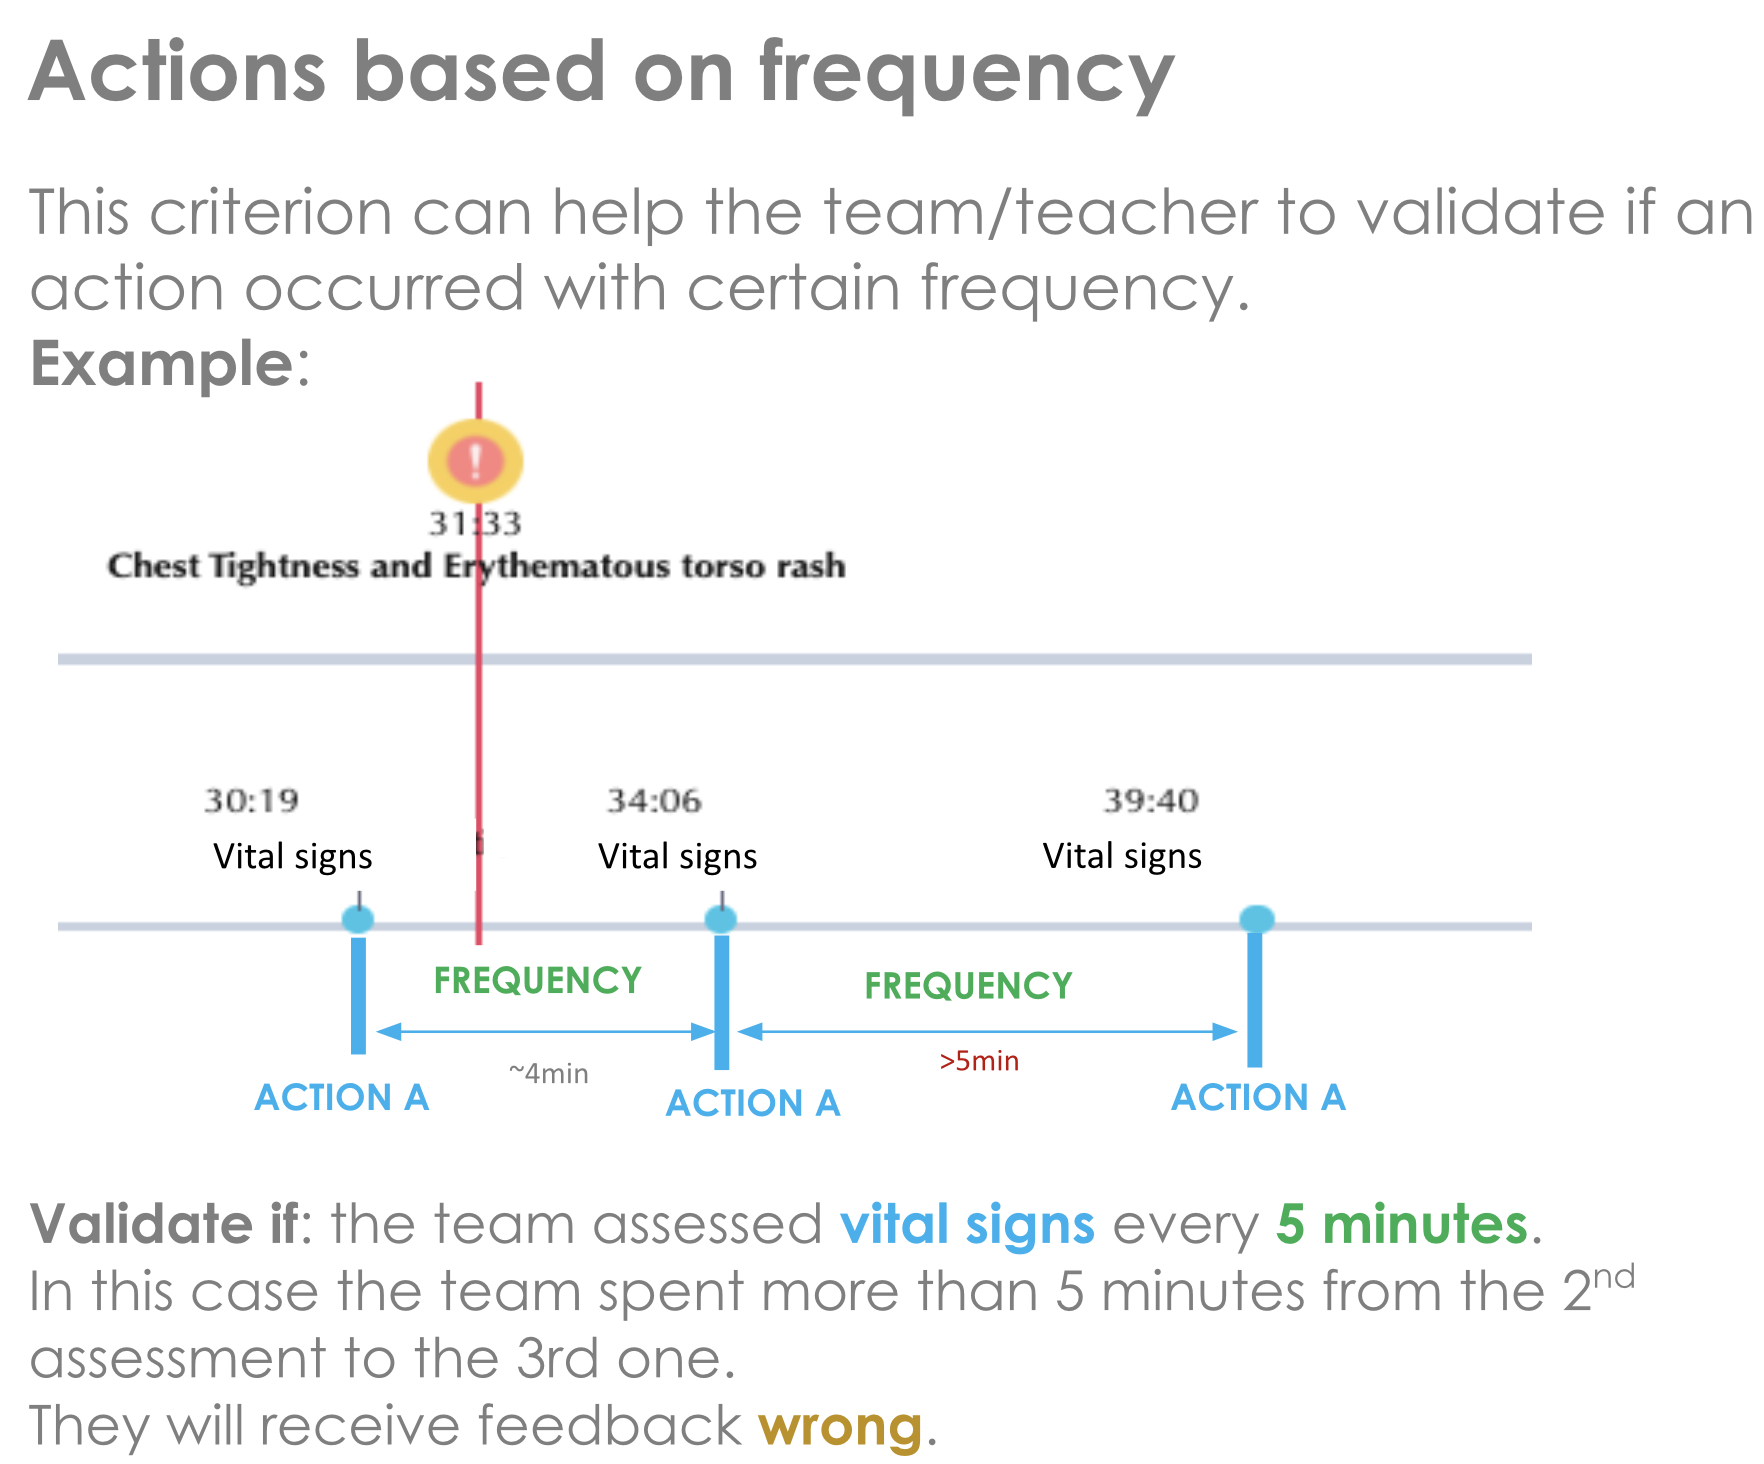 Actions based on frequency
This criterion can help the team/teacher to validate if an
action occurred with certain frequency.
Example:
!
31:33
Chest Tightness and Erythematous torso rash
30:19 34:06 39:40
Vital signs Vital signs Vital signs
FREQUENCY FREQUENCY
~4min >5min
ACTION A ACTION A ACTION A
Validate if: the team assessed vital signs every 5 minutes.
In this case the team spent more than 5 minutes from the 2nd
assessment to the 3rd one.
They will receive feedback wrong.